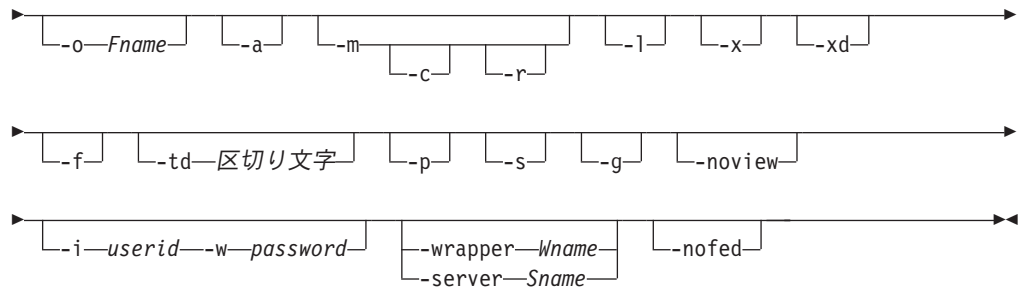 -o Fname -a -m -l -x -xd
-c -r
-f -td 区切り文字 -p -s -g -noview
-i userid -w password -wrapper Wname -nofed
-server Sname